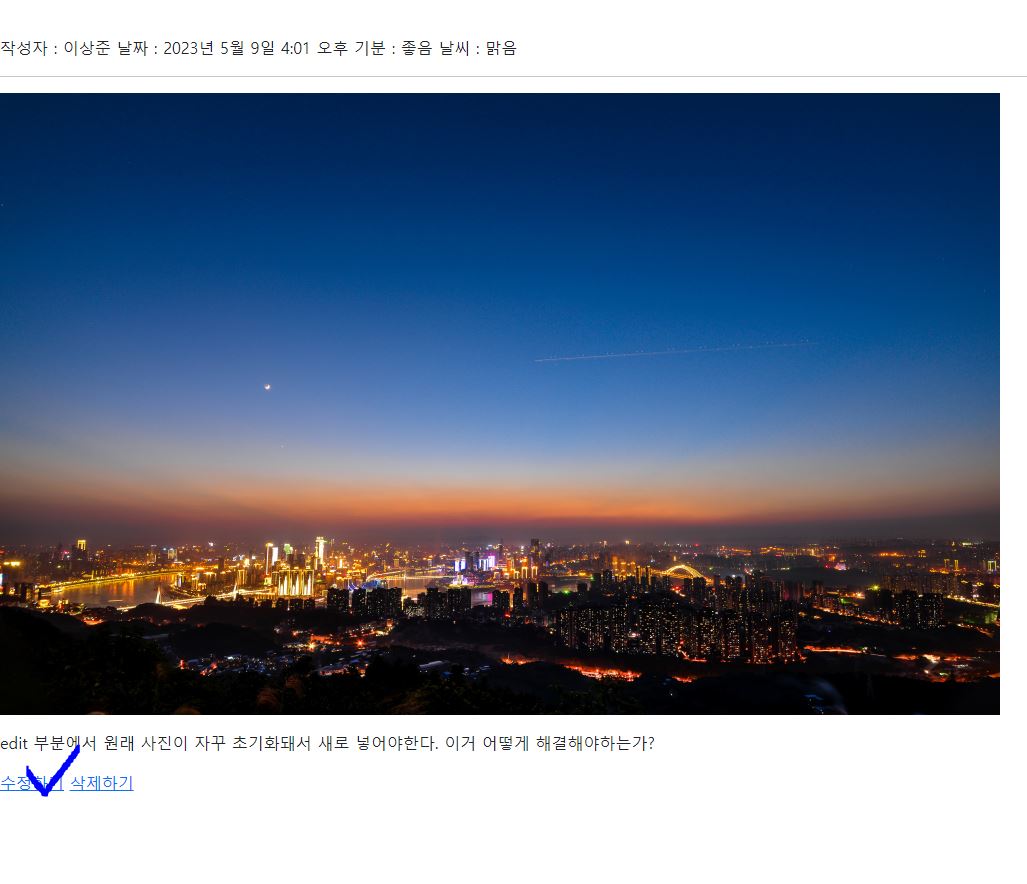 작성자 : 이상준 날짜 : 2023년 5월 9일 4:01 오후 기분 : 좋음 날씨 : 맑음
edit 부분에서 원래 사진이 자꾸 초기화돼서 새로 넣어야한다. 이거 어떻게 해결해야하는가?
수정하기 삭제하기